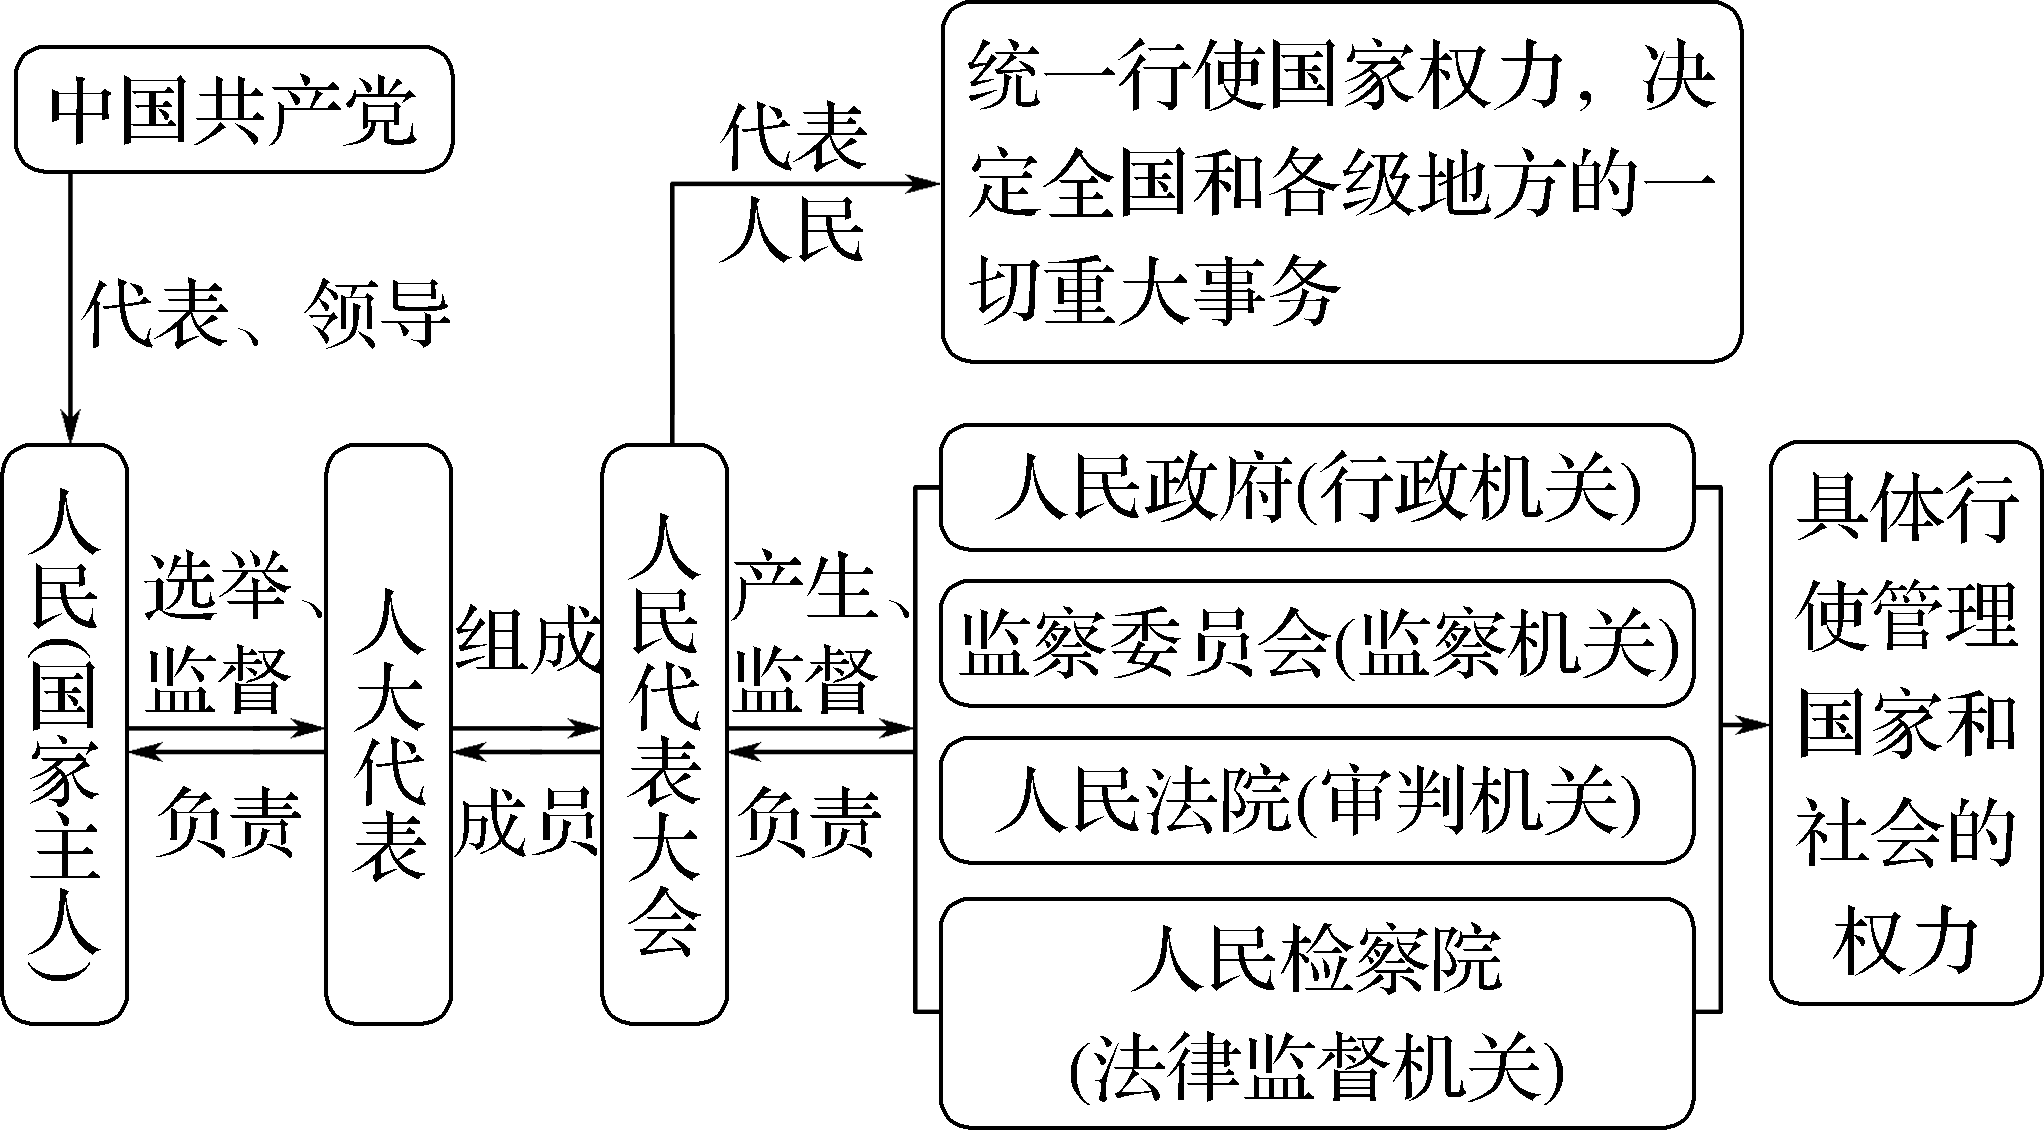 中国共产党
代表、领导
代表
人民
统一行使国家权力，决
定全国和各级地方的一
切重大事务
人民(国家主人)
选举、
监督
负责
人大代表
组成
成员
人民代表大会
产生、
监督
负责
人民政府(行政机关)
监察委员会(监察机关)
人民法院(审判机关)
人民检察院
(法律监督机关)
具体行
使管理
国家和
社会的
权力